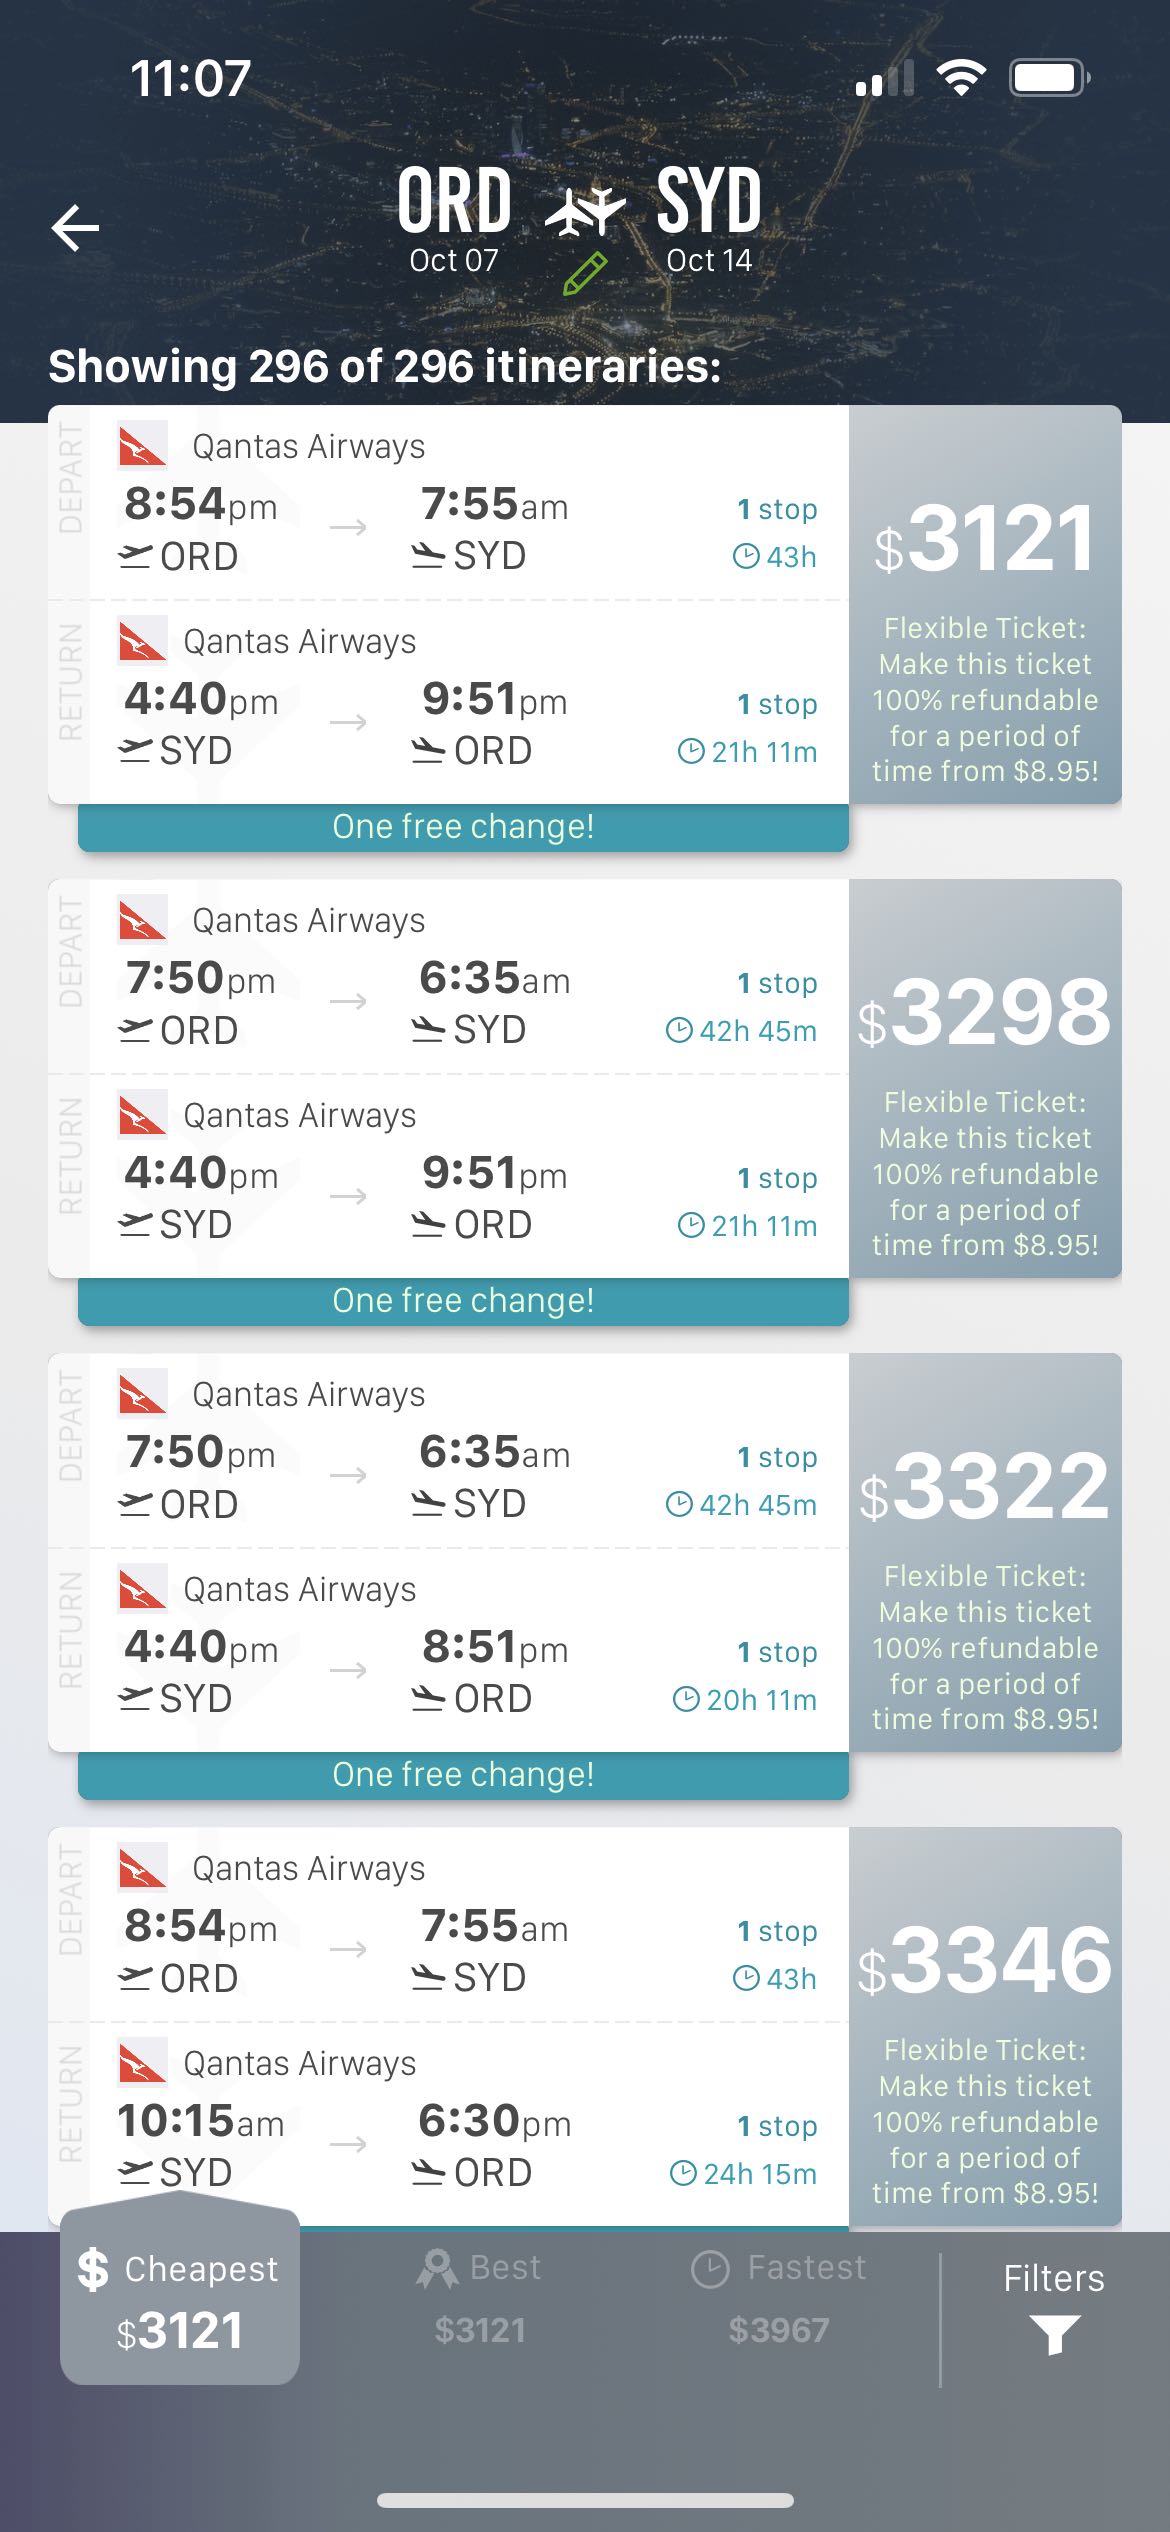 11:07
ORD SYD
Oct 07 Oct 14
Showing 296 of 296 itineraries:
DEPART
Qantas Airways
8:54pm 7:55am 1 stop
ORD SYD 43h
$3121
RETURN
Qantas Airways
4:40pm 9:51pm 1 stop
SYD ORD 21h 11m
Flexible Ticket:
Make this ticket
100% refundable
for a period of
time from $8.95!
One free change!
DEPART
Qantas Airways
7:50pm 6:35am 1 stop
ORD SYD 42h 45m
$3298
RETURN
Qantas Airways
4:40pm 9:51pm 1 stop
SYD ORD 21h 11m
Flexible Ticket:
Make this ticket
100% refundable
for a period of
time from $8.95!
One free change!
DEPART
Qantas Airways
7:50pm 6:35am 1 stop
ORD SYD 42h 45m
$3322
RETURN
Qantas Airways
4:40pm 8:51pm 1 stop
SYD ORD 20h 11m
Flexible Ticket:
Make this ticket
100% refundable
for a period of
time from $8.95!
One free change!
DEPART
Qantas Airways
8:54pm 7:55am 1 stop
ORD SYD 43h
$3346
RETURN
Qantas Airways
10:15am 6:30pm 1 stop
SYD ORD 24h 15m
Flexible Ticket:
Make this ticket
100% refundable
for a period of
time from $8.95!
$ Cheapest Best Fastest Filters
$3121 $3121 $3967